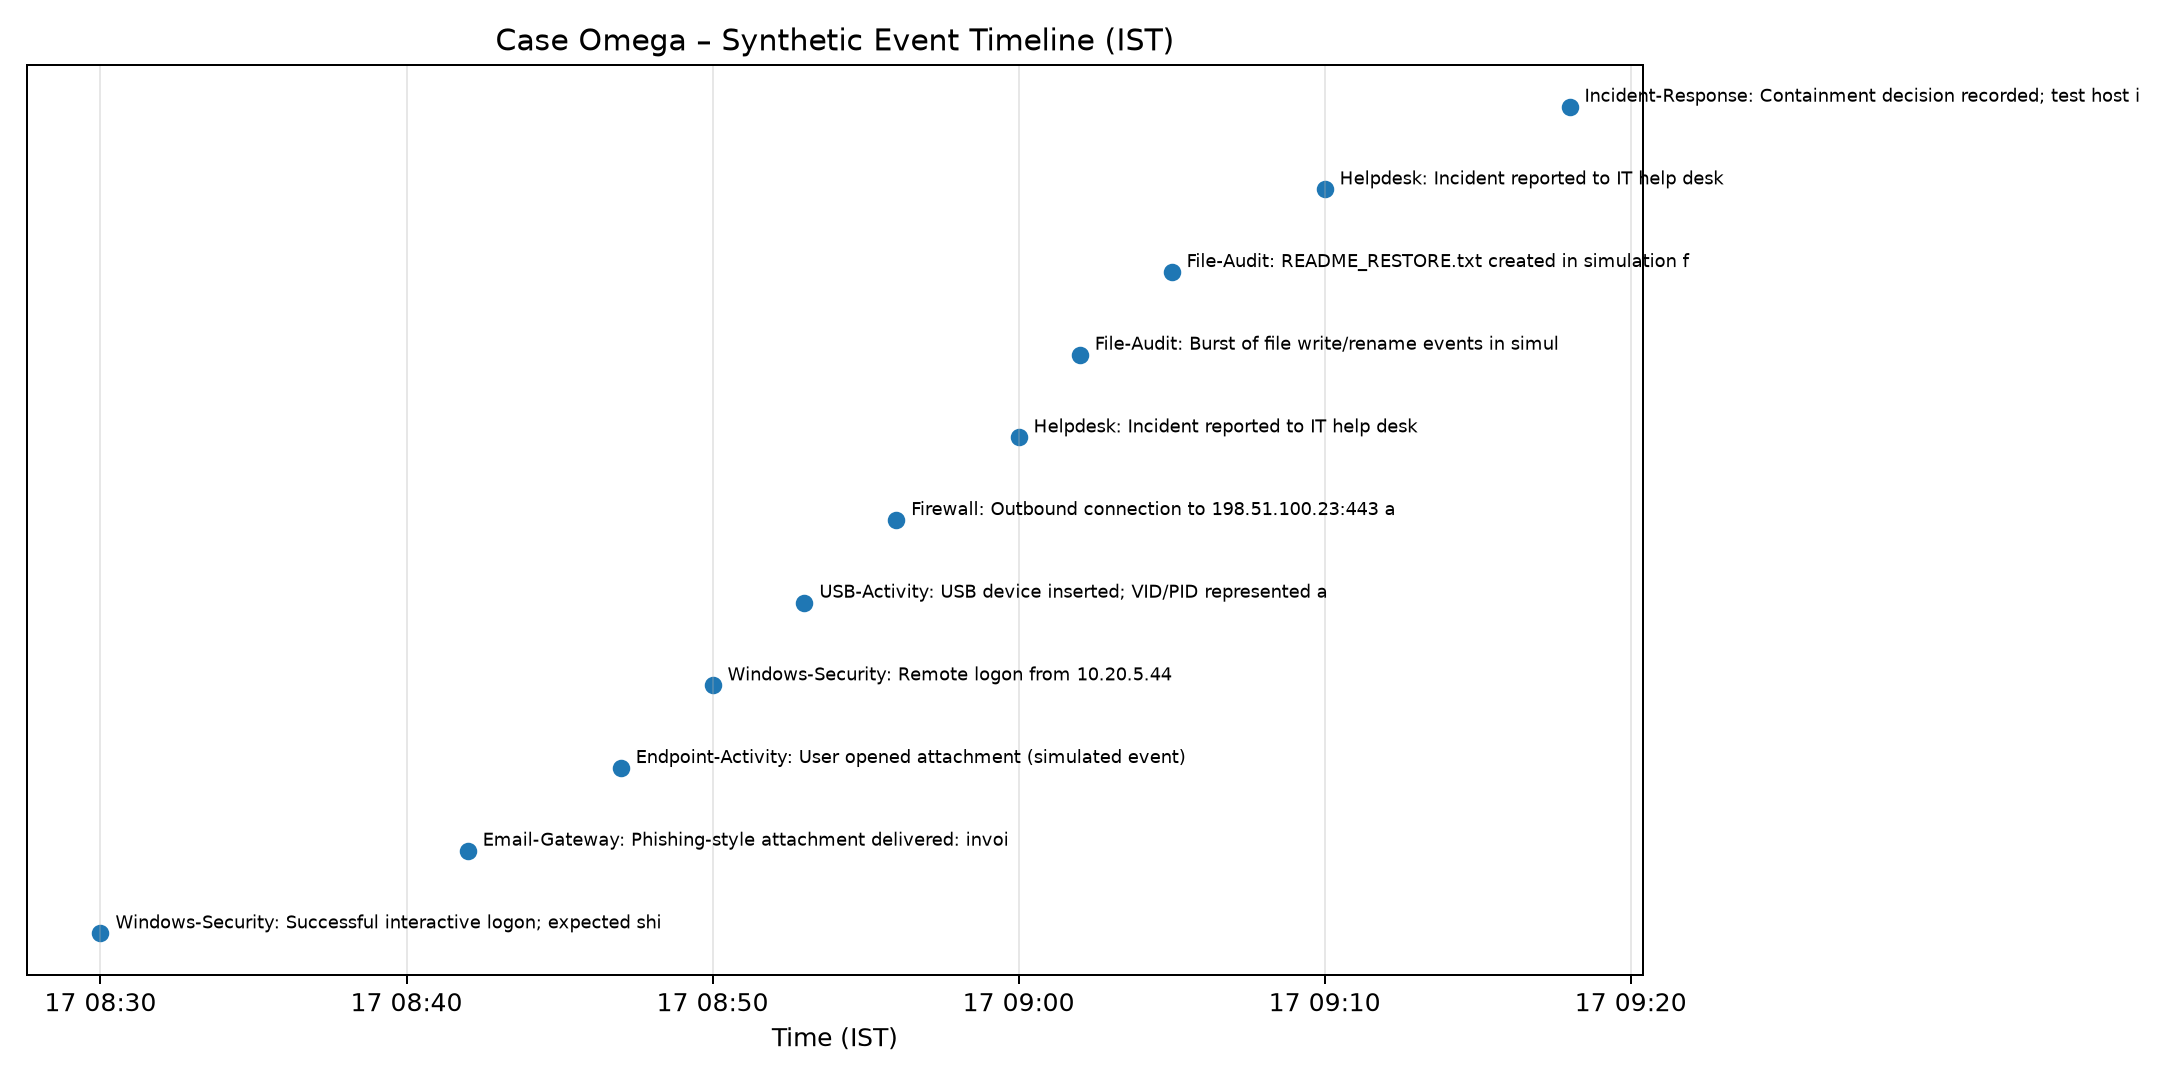 Case Omega – Synthetic Event Timeline (IST)
Incident-Response: Containment decision recorded; test host i
Helpdesk: Incident reported to IT help desk
File-Audit: README_RESTORE.txt created in simulation f
File-Audit: Burst of file write/rename events in simul
Helpdesk: Incident reported to IT help desk
Firewall: Outbound connection to 198.51.100.23:443 a
USB-Activity: USB device inserted; VID/PID represented a
Windows-Security: Remote logon from 10.20.5.44
Endpoint-Activity: User opened attachment (simulated event)
Email-Gateway: Phishing-style attachment delivered: invoi
Windows-Security: Successful interactive logon; expected shi
17 08:30 17 08:40 17 08:50 17 09:00 17 09:10 17 09:20
Time (IST)